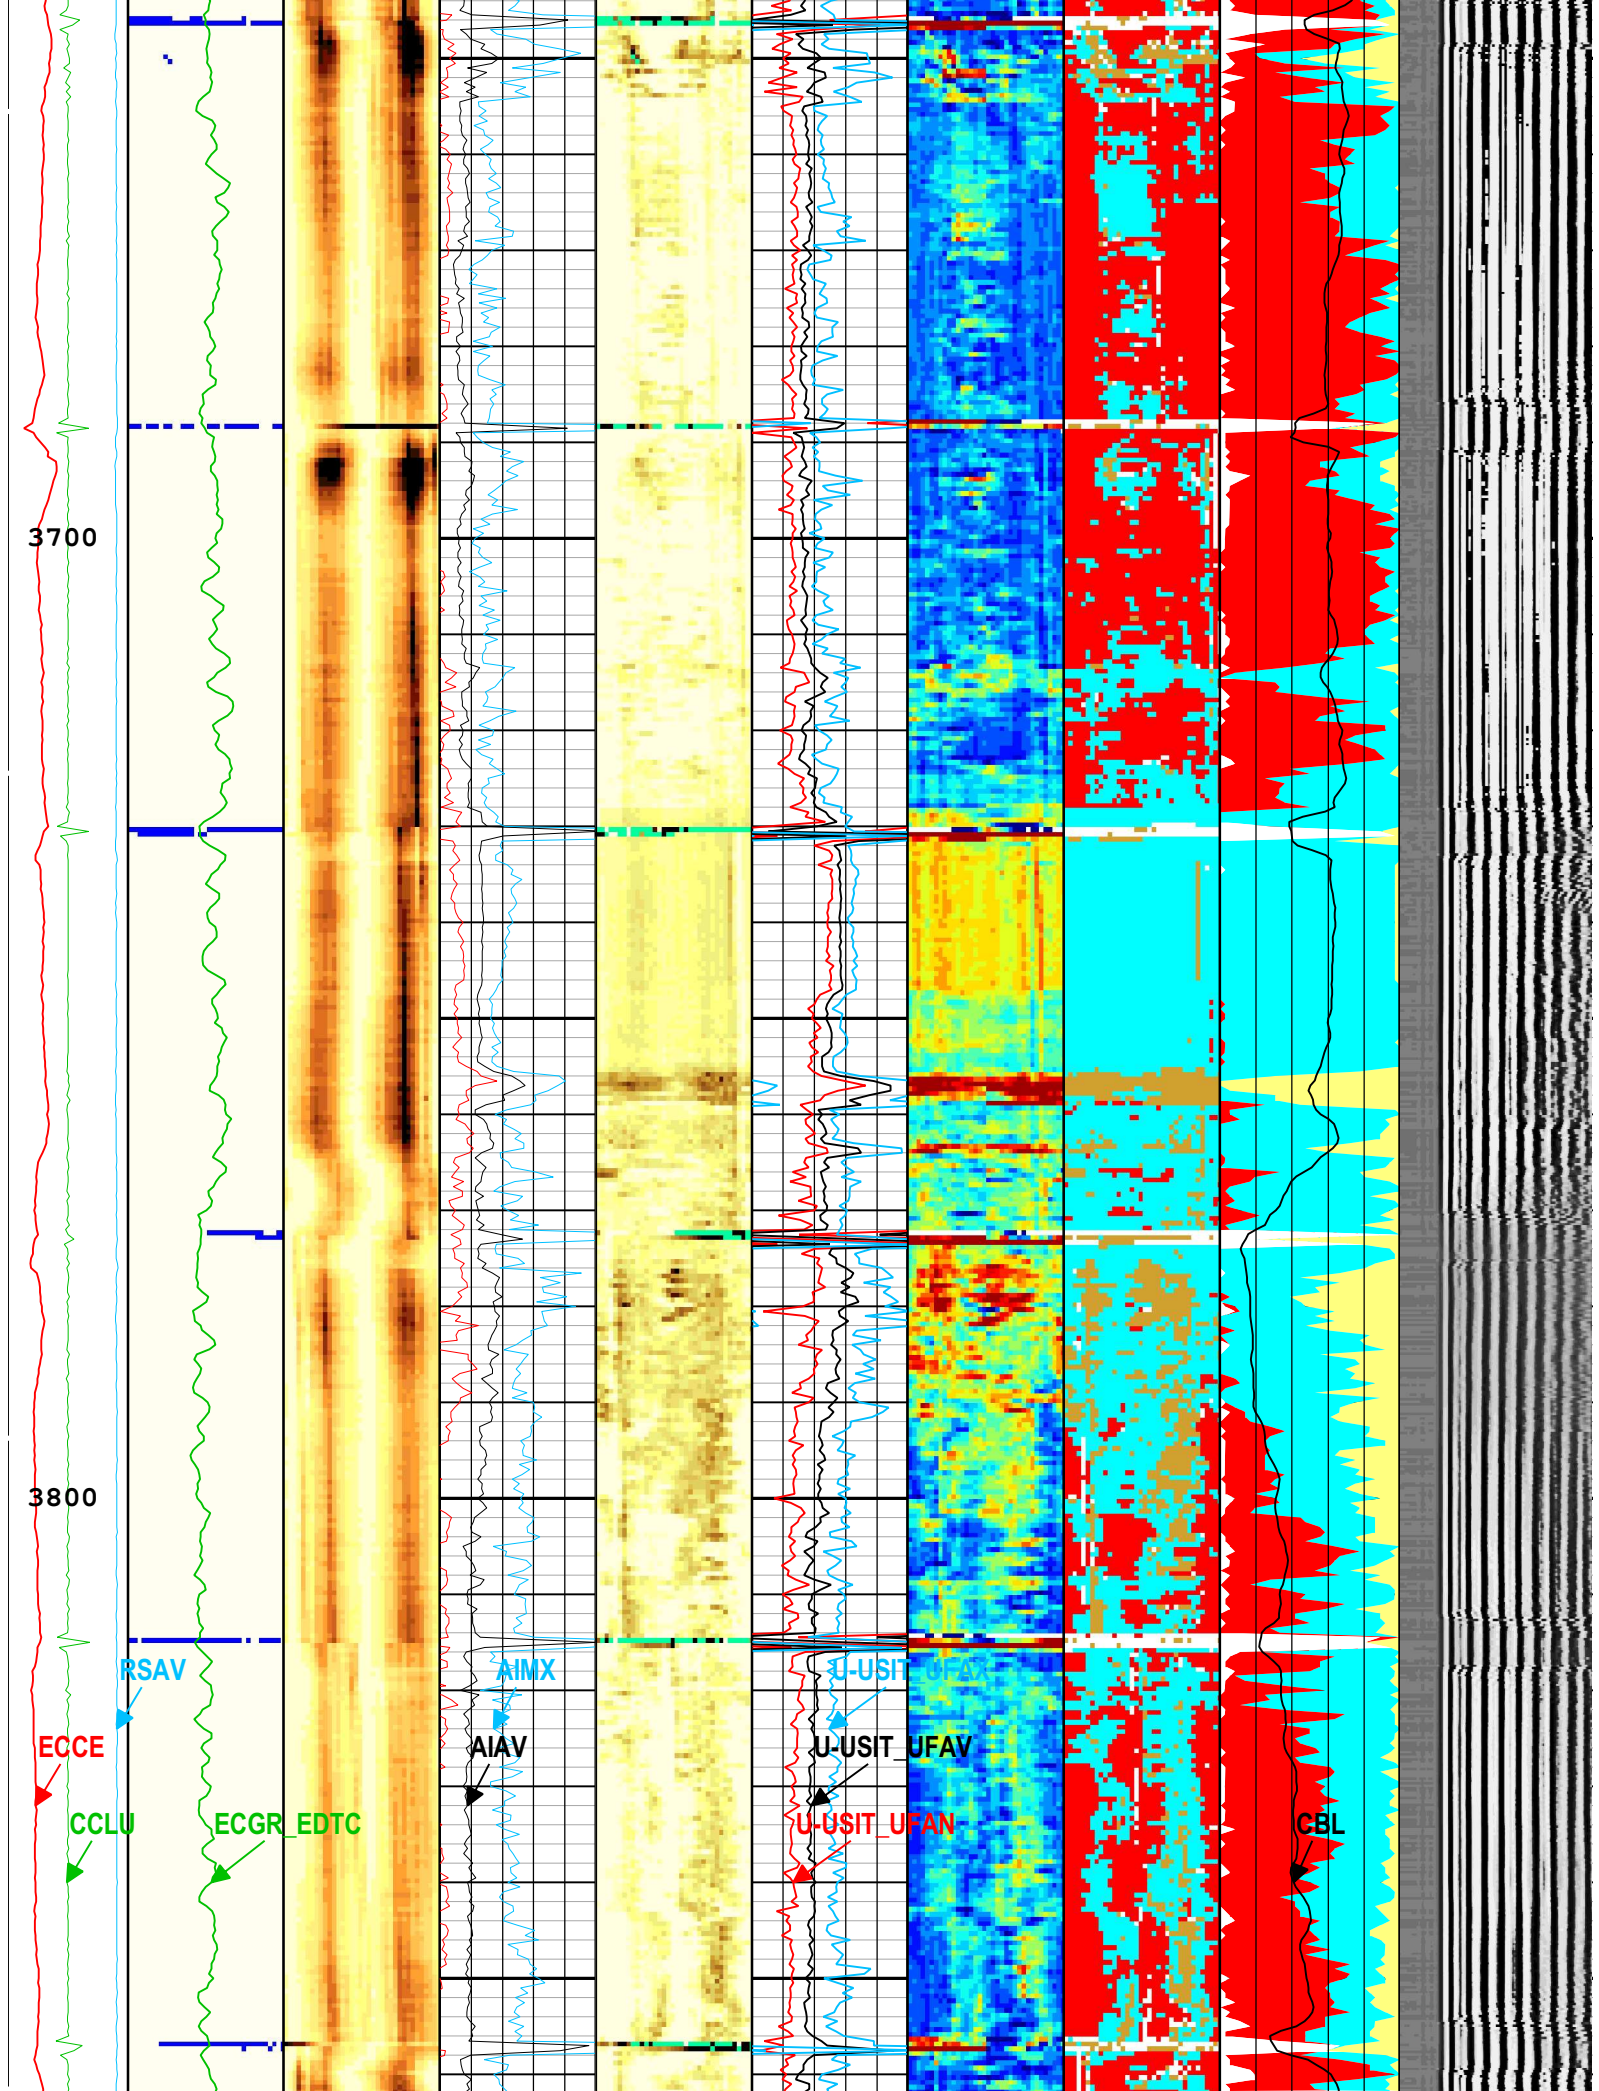 3700
3800
RSAV
AIMX
U-USIT_UFAX
ECCE
AIAV
U-USIT_UFAV
CCLU
ECGR_EDTC
U-USIT_UFAN
CBL